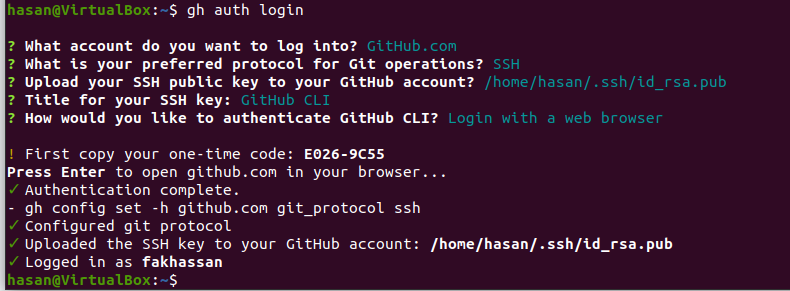 hasan@VirtualBox:~$ gh auth login
? What account do you want to log into? GitHub.com
? What is your preferred protocol for Git operations? SSH
? Upload your SSH public key to your GitHub account? /home/hasan/.ssh/id_rsa.pub
? Title for your SSH key: GitHub CLI
? How would you like to authenticate GitHub CLI? Login with a web browser
! First copy your one-time code: E026-9C55
Press Enter to open github.com in your browser...
✓ Authentication complete.
- gh config set -h github.com git_protocol ssh
✓ Configured git protocol
✓ Uploaded the SSH key to your GitHub account: /home/hasan/.ssh/id_rsa.pub
✓ Logged in as fakhassan
hasan@VirtualBox:~$